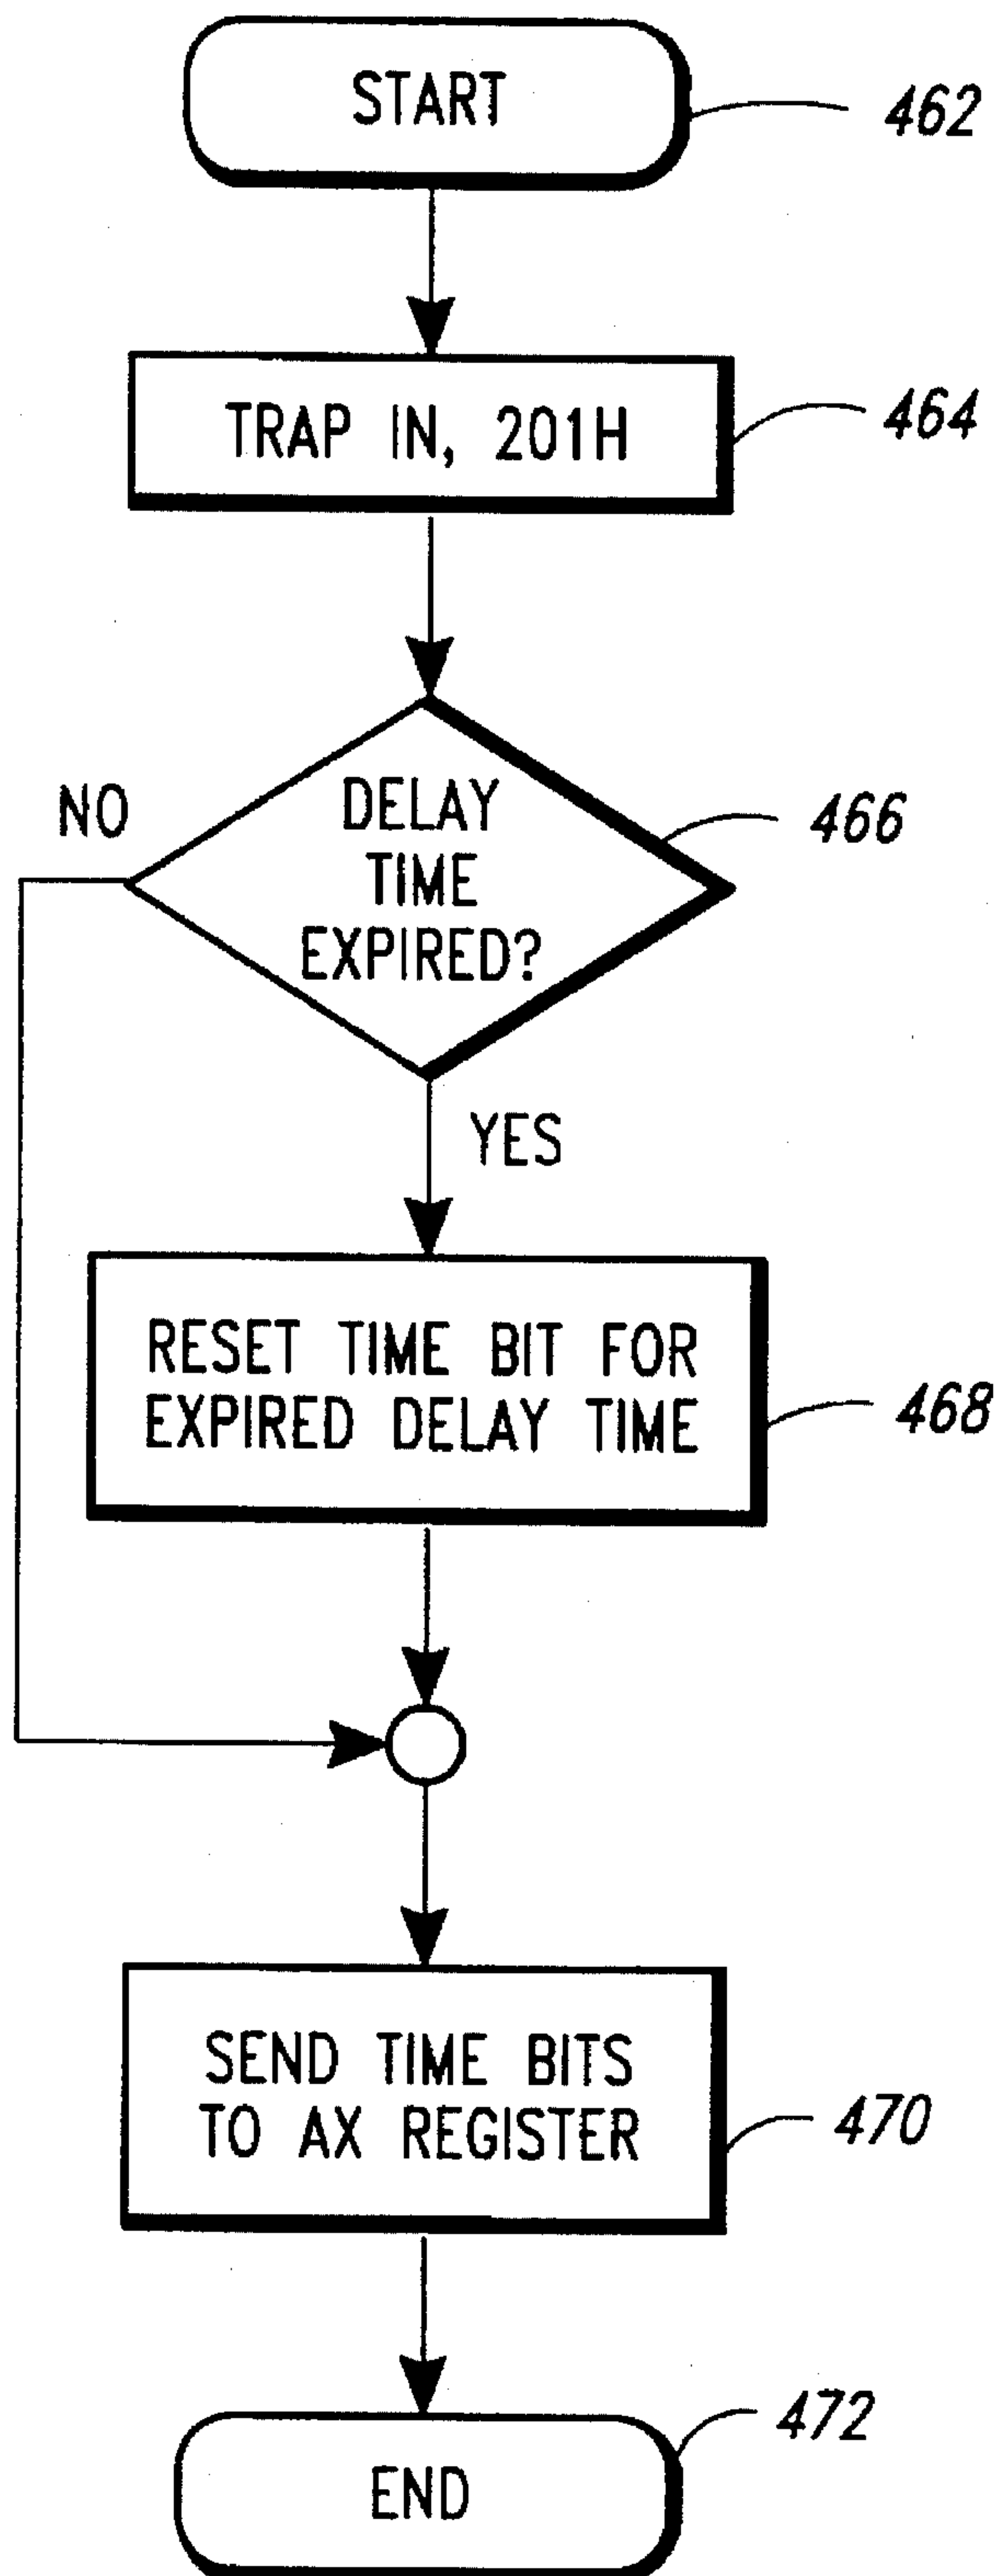 START
462
TRAP IN, 201H
464
NO
DELAY
TIME
EXPIRED?
466
YES
RESET TIME BIT FOR
EXPIRED DELAY TIME
468
SEND TIME BITS
TO AX REGISTER
470
END
472